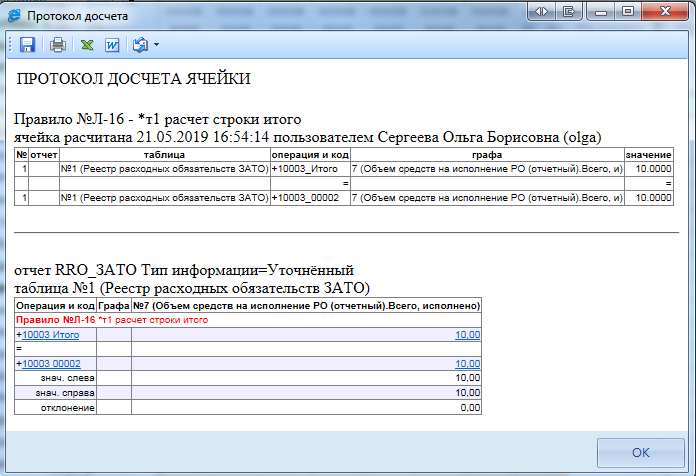 Протокол досчета
ПРОТОКОЛ ДОСЧЕТА ЯЧЕЙКИ
Правило №Л-16 - *т1 расчет строки итого
ячейка расчитана 21.05.2019 16:54:14 пользователем Сергеева Ольга Борисовна (olga)
№ отчет таблица операция и код графа значение
1 №1 (Реестр расходных обязательств ЗАТО) +10003_Итого 7 (Объем средств на исполнение РО (отчетный).Всего, и) 10.0000
= =
1 №1 (Реестр расходных обязательств ЗАТО) +10003_00002 7 (Объем средств на исполнение РО (отчетный).Всего, и) 10.0000
отчет RRO_ЗАТО Тип информации=Уточнённый
таблица №1 (Реестр расходных обязательств ЗАТО)
Операция и код Графа №7 (Объем средств на исполнение РО (отчетный).Всего, исполнено)
Правило №Л-16 *т1 расчет строки итого
+10003 Итого 10,00
=
+10003 00002 10,00
знач. слева 10,00
знач. справа 10,00
отклонение 0,00
OK